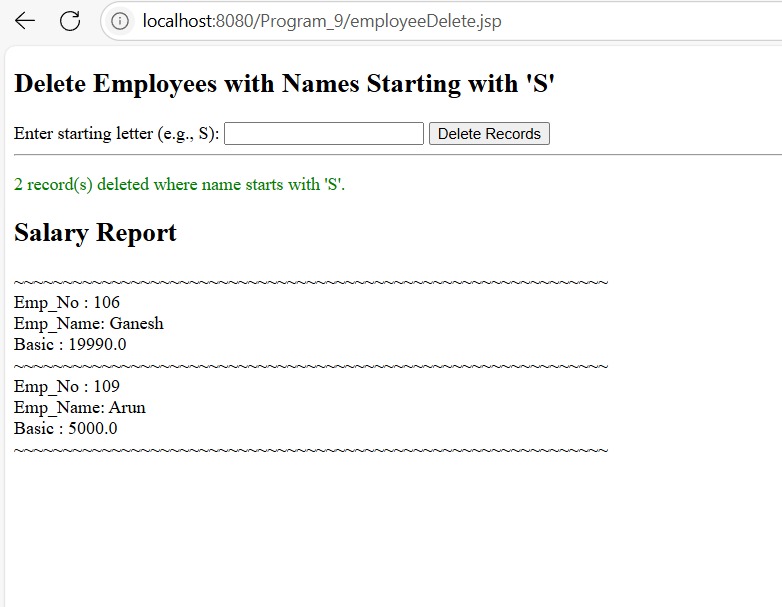 localhost:8080/Program_9/employeeDelete.jsp
Delete Employees with Names Starting with 'S'
Enter starting letter (e.g., S): Delete Records
2 record(s) deleted where name starts with 'S'.
Salary Report
~~~~~~~~~~~~~~~~~~~~~~~~~~~~~~~~~~~~~~~~~~~~~~~~~~~~~~~~~~~~~
Emp_No : 106
Emp_Name: Ganesh
Basic : 19990.0
~~~~~~~~~~~~~~~~~~~~~~~~~~~~~~~~~~~~~~~~~~~~~~~~~~~~~~~~~~~~~
Emp_No : 109
Emp_Name: Arun
Basic : 5000.0
~~~~~~~~~~~~~~~~~~~~~~~~~~~~~~~~~~~~~~~~~~~~~~~~~~~~~~~~~~~~~